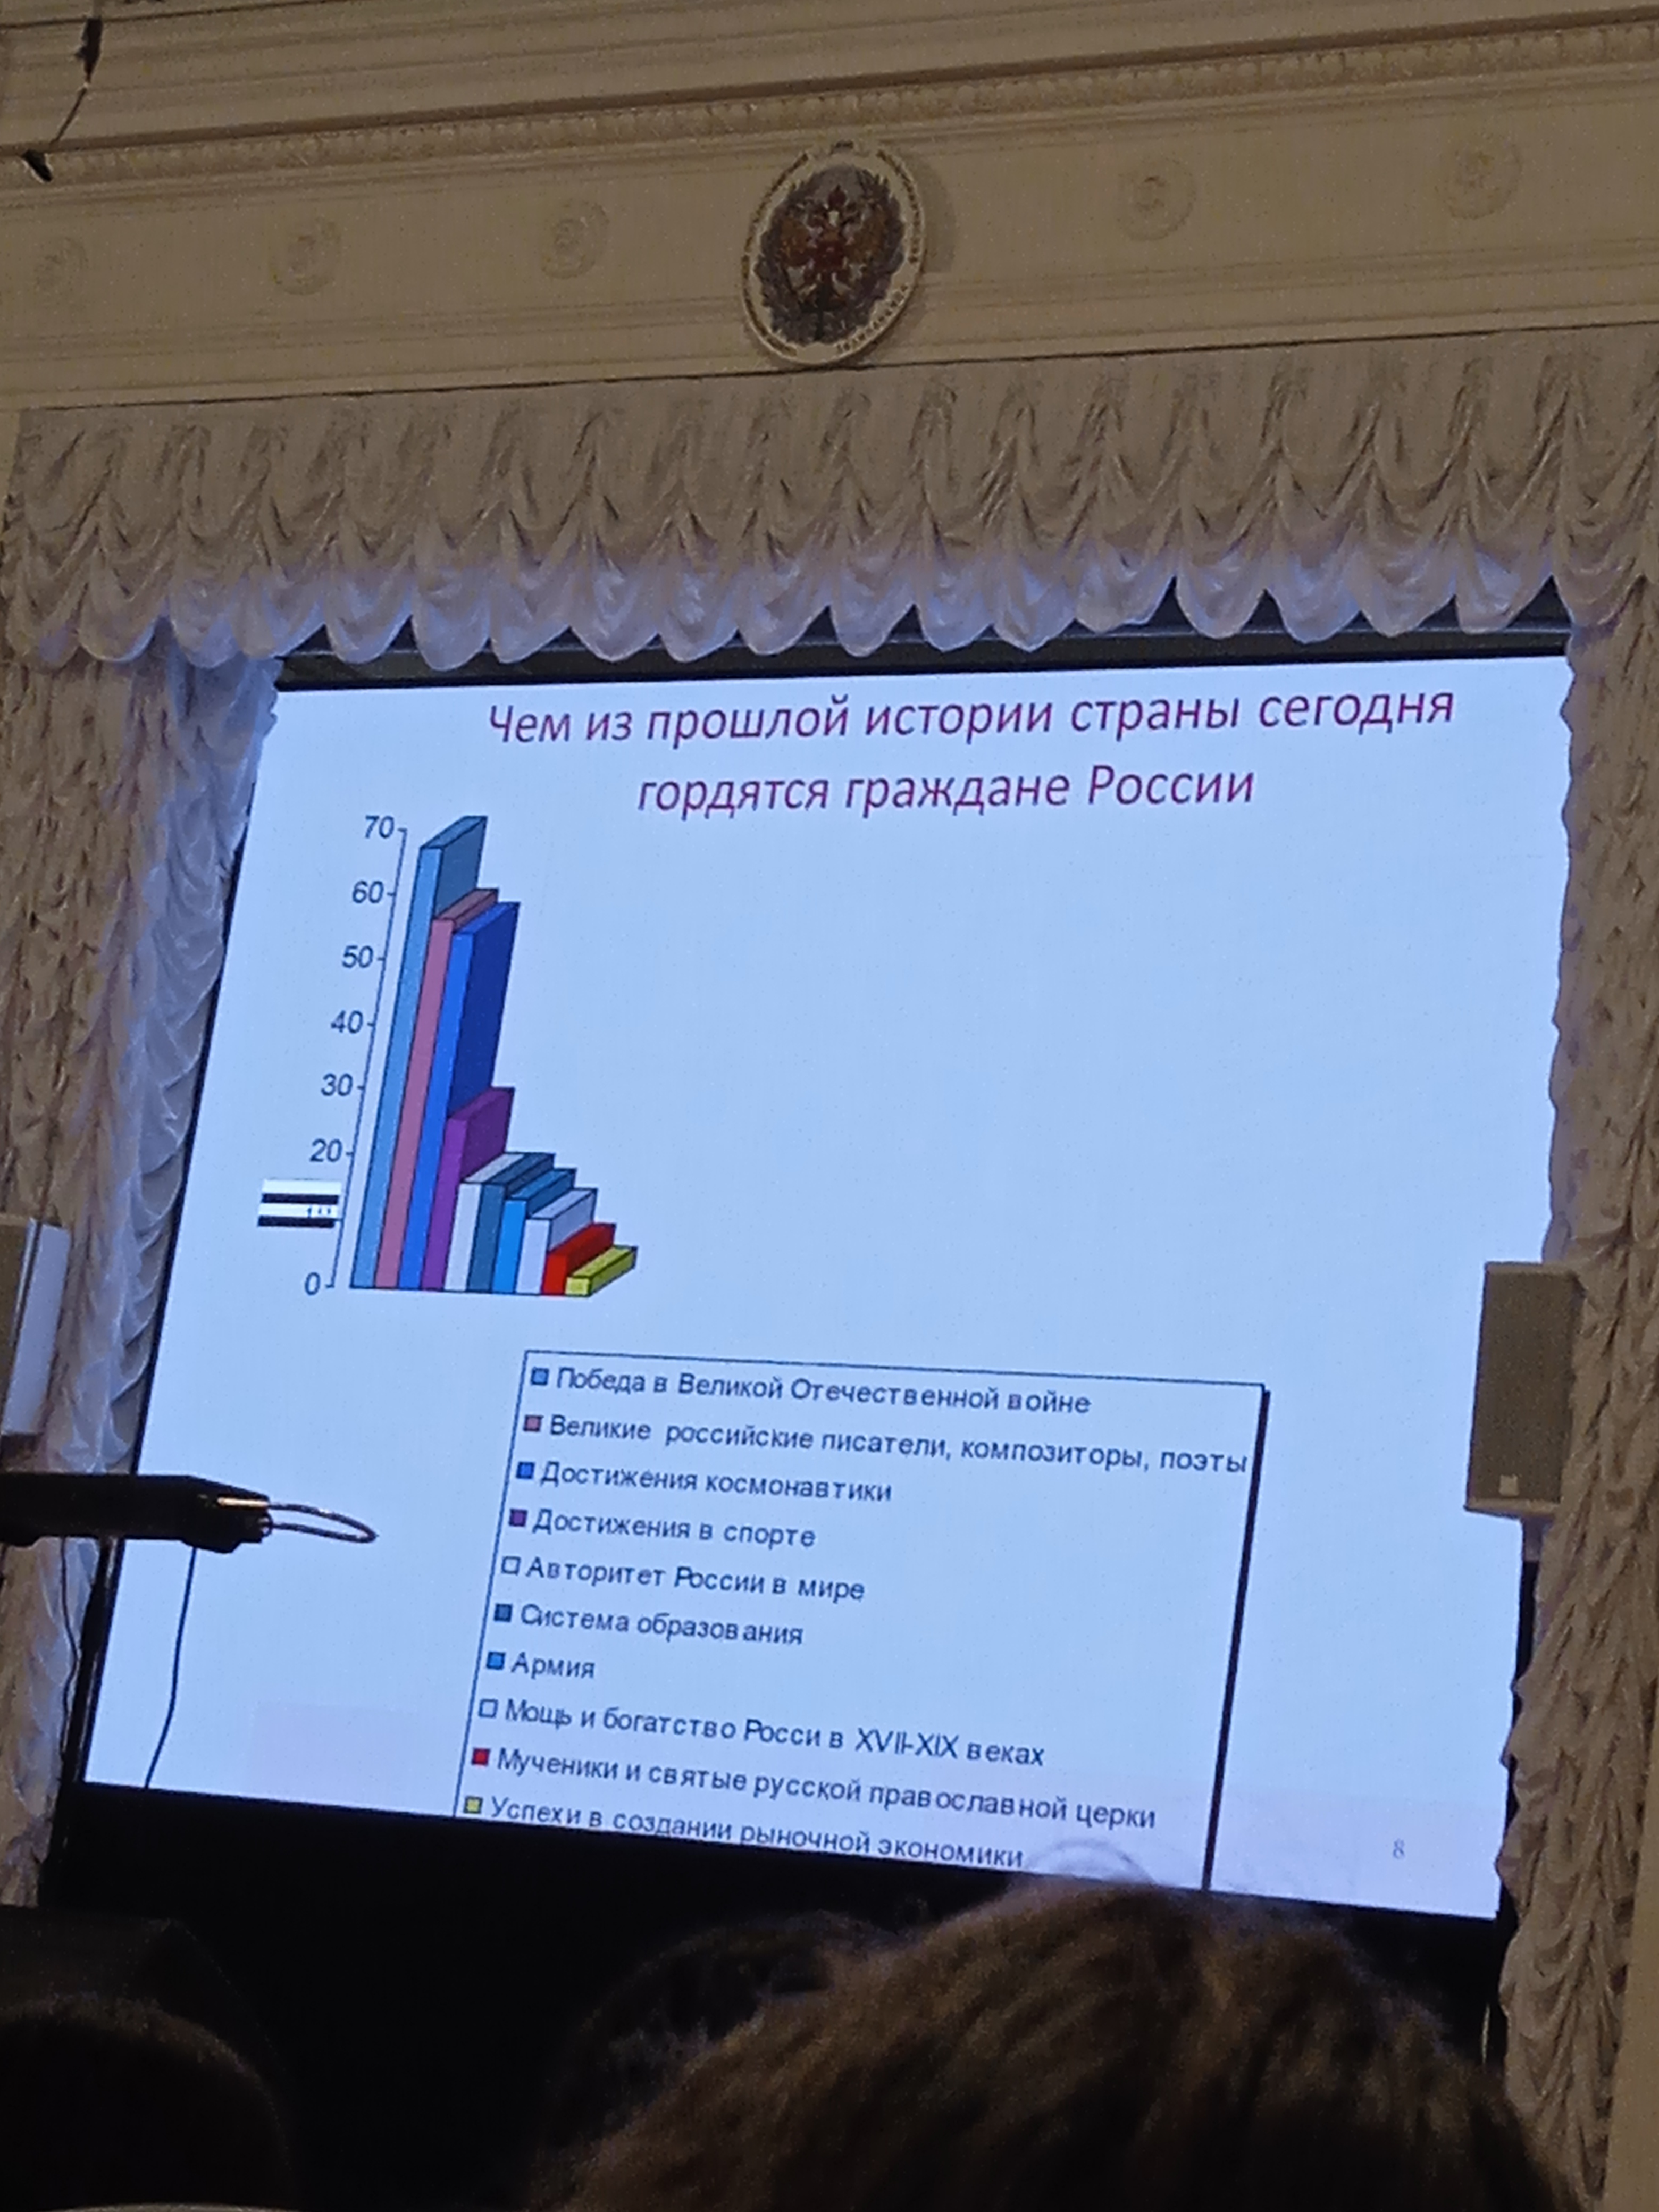 Чем из прошлой истории страны сегодня
гордятся граждане России
70
60
50
40
30
20
0
Победа в Великой Отечественной войне
Великие российские писатели, композиторы, поэты
Достижения космонавтики
Достижения в спорте
Авторитет России в мире
Система образования
Армия
Мощь и богатство Росси в XVII-XIX веках
Мученики и святые русской православной церки
Успехи в создании рыночной экономики
8